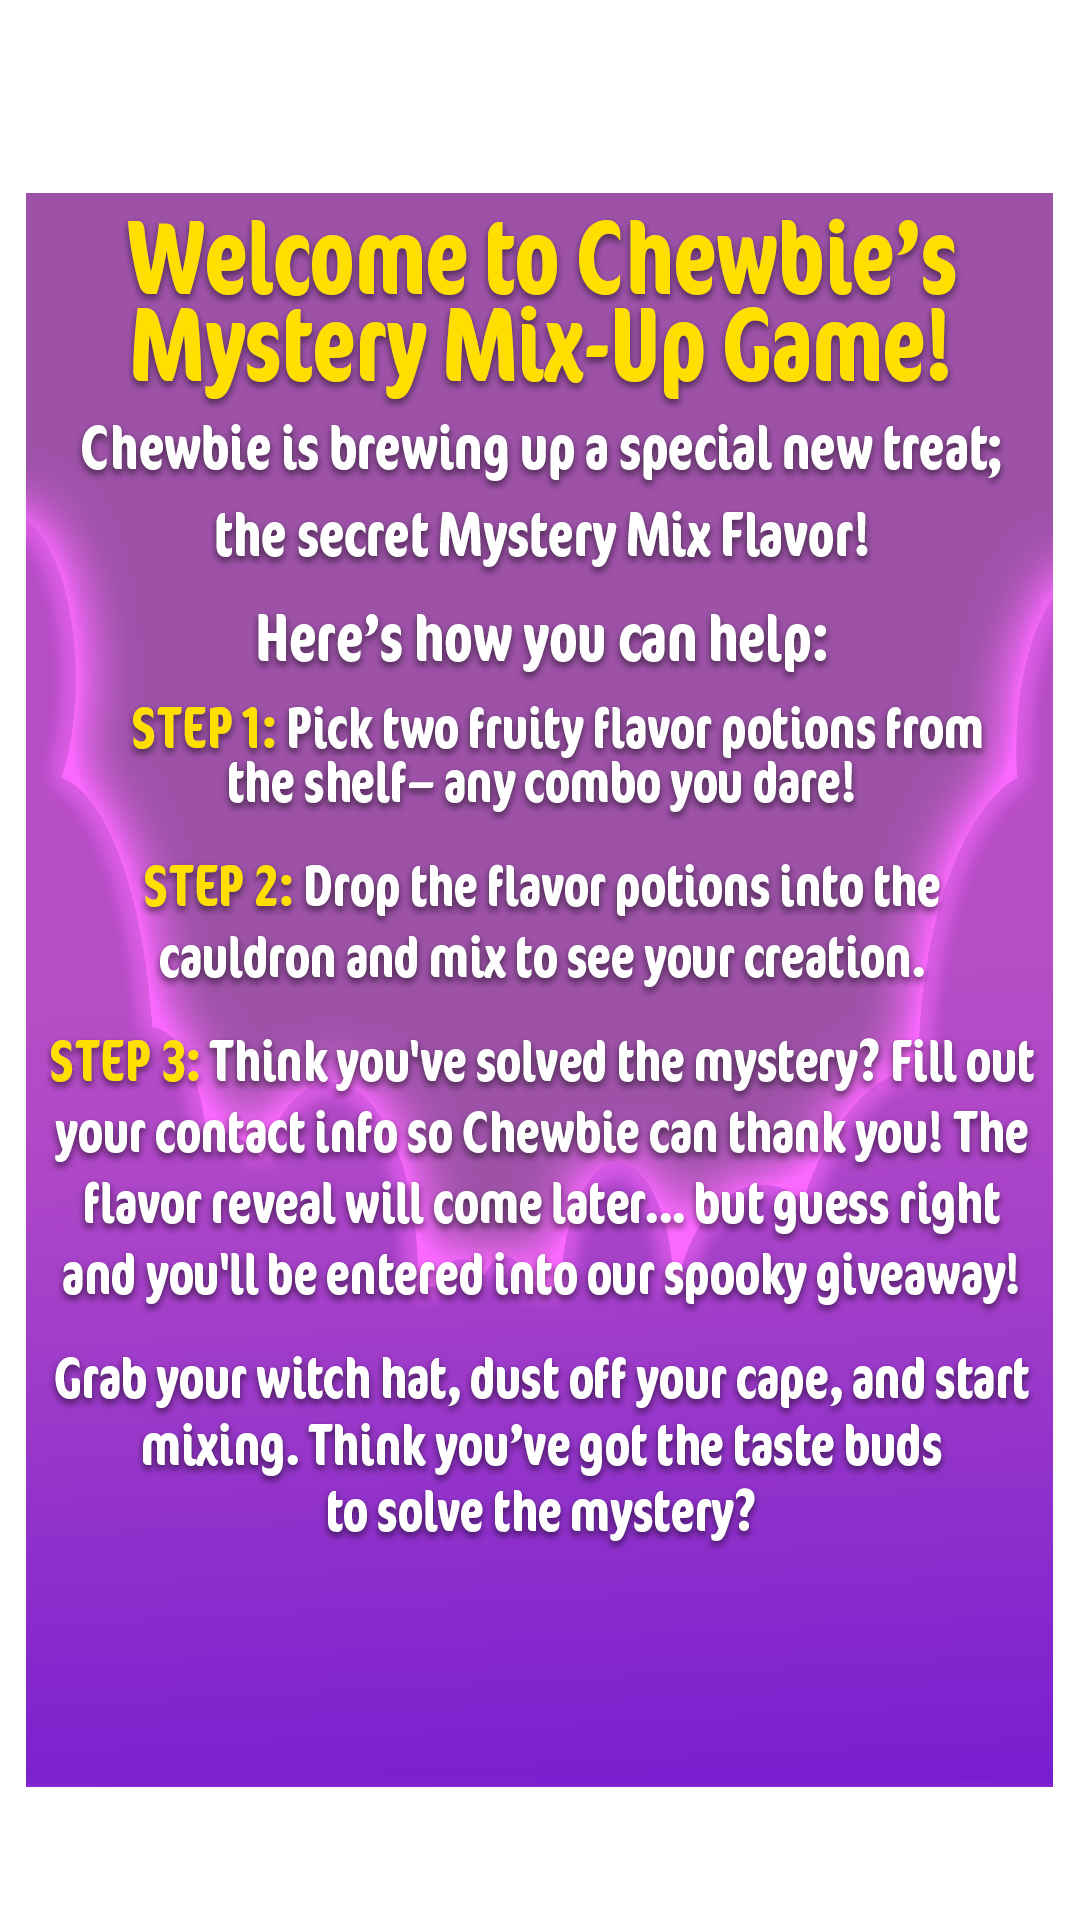 Welcome to Chewbie’s
Mystery Mix-Up Game!
Chewbie is brewing up a special new treat;
the secret Mystery Mix Flavor!
Here’s how you can help:
STEP 1: Pick two fruity flavor potions from
the shelf– any combo you dare!
STEP 2: Drop the flavor potions into the
cauldron and mix to see your creation.
STEP 3: Think you've solved the mystery? Fill out
your contact info so Chewbie can thank you! The
flavor reveal will come later... but guess right
and you'll be entered into our spooky giveaway!
Grab your witch hat, dust off your cape, and start
mixing. Think you’ve got the taste buds
to solve the mystery?